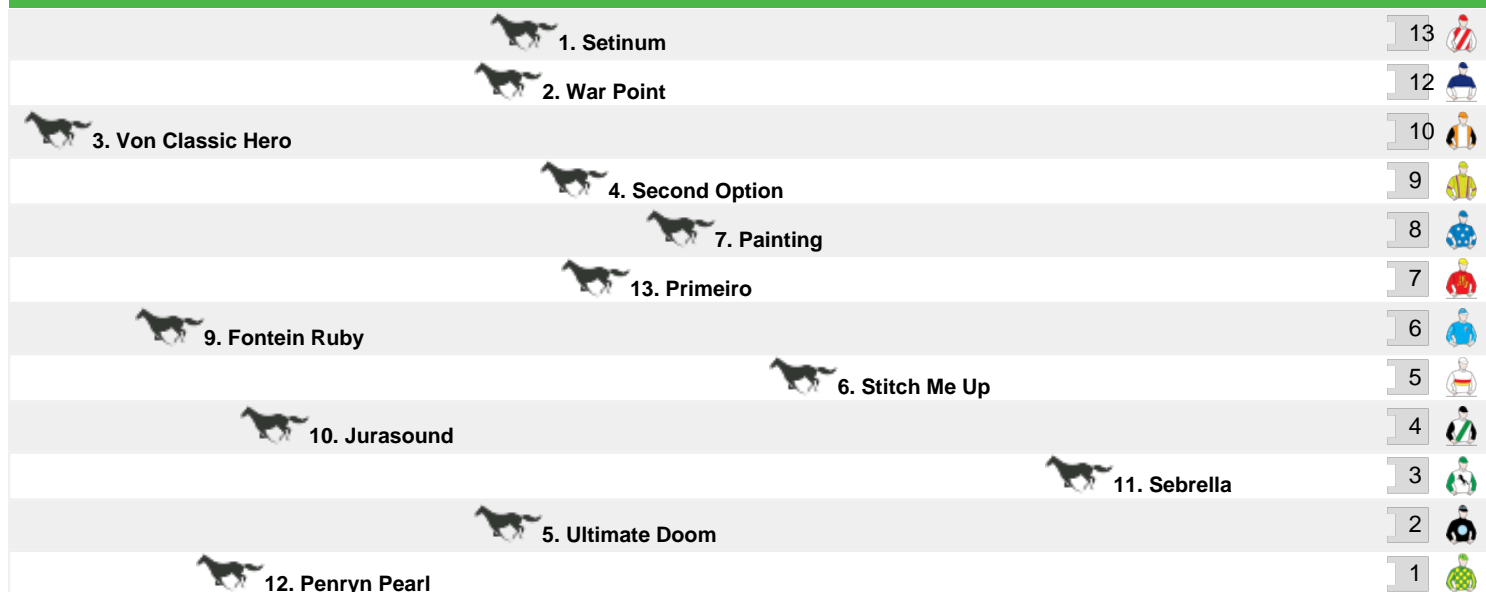 1. Setinum 13
2. War Point 12
3. Von Classic Hero 10
4. Second Option 9
7. Painting 8
13. Primeiro 7
9. Fontein Ruby 6
6. Stitch Me Up 5
10. Jurasound 4
11. Sebrella 3
5. Ultimate Doom 2
12. Penryn Pearl 1